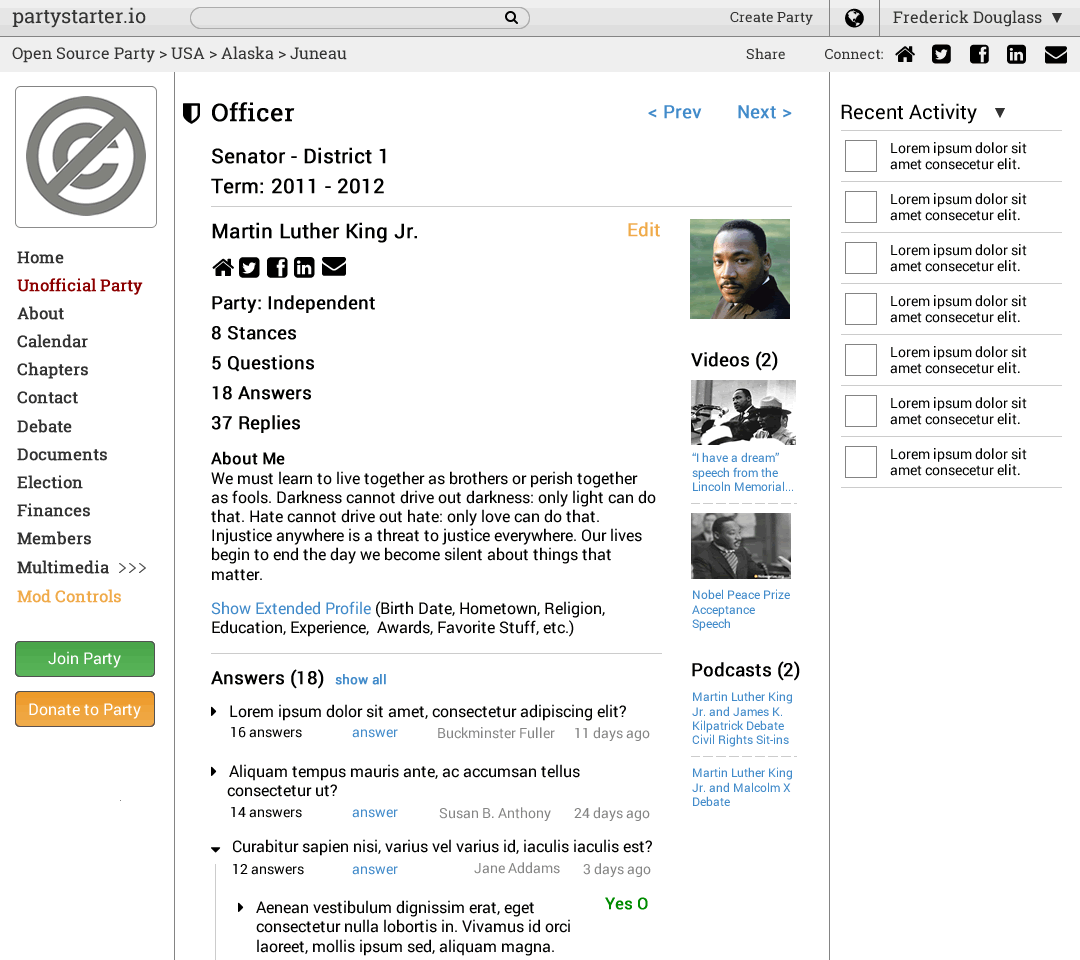 partystarter.io
Create Party
Frederick Douglass ▼
Open Source Party > USA > Alaska > Juneau
Share
Connect:
Home
Unofficial Party
About
Calendar
Chapters
Contact
Debate
Documents
Election
Finances
Members
Multimedia >>>
Mod Controls
Join Party
Donate to Party
Officer
< Prev
Next >
Senator - District 1
Term: 2011 - 2012
Martin Luther King Jr.
Edit
Party: Independent
8 Stances
5 Questions
18 Answers
37 Replies
About Me
We must learn to live together as brothers or perish together
as fools. Darkness cannot drive out darkness: only light can do
that. Hate cannot drive out hate: only love can do that.
Injustice anywhere is a threat to justice everywhere. Our lives
begin to end the day we become silent about things that
matter.
Show Extended Profile (Birth Date, Hometown, Religion,
Education, Experience,  Awards, Favorite Stuff, etc.)
Answers (18) show all
Lorem ipsum dolor sit amet, consectetur adipiscing elit?
16 answers answer Buckminster Fuller 11 days ago
Aliquam tempus mauris ante, ac accumsan tellus
consectetur ut?
14 answers answer Susan B. Anthony 24 days ago
Curabitur sapien nisi, varius vel varius id, iaculis iaculis est?
12 answers answer Jane Addams 3 days ago
Aenean vestibulum dignissim erat, eget
consectetur nulla lobortis in. Vivamus id orci
laoreet, mollis ipsum sed, aliquam magna.
Yes O
Videos (2)
“I have a dream”
speech from the
Lincoln Memorial...
Nobel Peace Prize
Acceptance
Speech
Podcasts (2)
Martin Luther King
Jr. and James K.
Kilpatrick Debate
Civil Rights Sit-ins
Martin Luther King
Jr. and Malcolm X
Debate
Recent Activity ▼
Lorem ipsum dolor sit
amet consecetur elit.
Lorem ipsum dolor sit
amet consecetur elit.
Lorem ipsum dolor sit
amet consecetur elit.
Lorem ipsum dolor sit
amet consecetur elit.
Lorem ipsum dolor sit
amet consecetur elit.
Lorem ipsum dolor sit
amet consecetur elit.
Lorem ipsum dolor sit
amet consecetur elit.